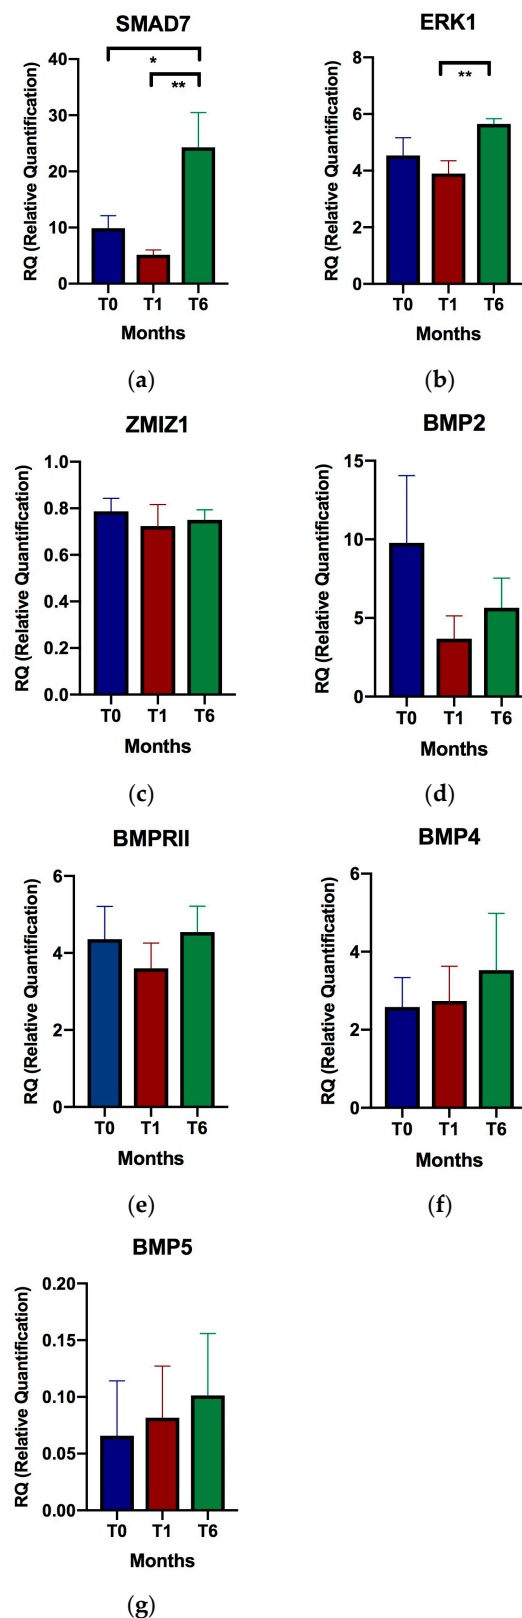 SMAD7
RQ (Relative Quantification)
40
30
20
10
0
*
**
T0 T1 T6
Months
(a)
ERK1
RQ (Relative Quantification)
8
6
4
2
0
**
T0 T1 T6
Months
(b)
ZMIZ1
RQ (Relative Quantification)
1.0
0.8
0.6
0.4
0.2
0.0
T0 T1 T6
Months
(c)
BMP2
RQ (Relative Quantification)
15
10
5
0
T0 T1 T6
Months
(d)
BMPRII
RQ (Relative Quantification)
6
4
2
0
T0 T1 T6
Months
(e)
BMP4
RQ (Relative Quantification)
6
4
2
0
T0 T1 T6
Months
(f)
BMP5
RQ (Relative Quantification)
0.20
0.15
0.10
0.05
0.00
T0 T1 T6
Months
(g)